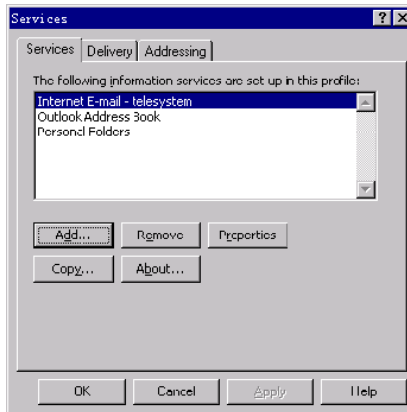 Services
Services Delivery Addressing
The following information services are set up in this profile:
Internet E-mail - telesystem
Outlook Address Book
Personal Folders
Add... Remove Properties
Copy... About...
OK Cancel Apply Help